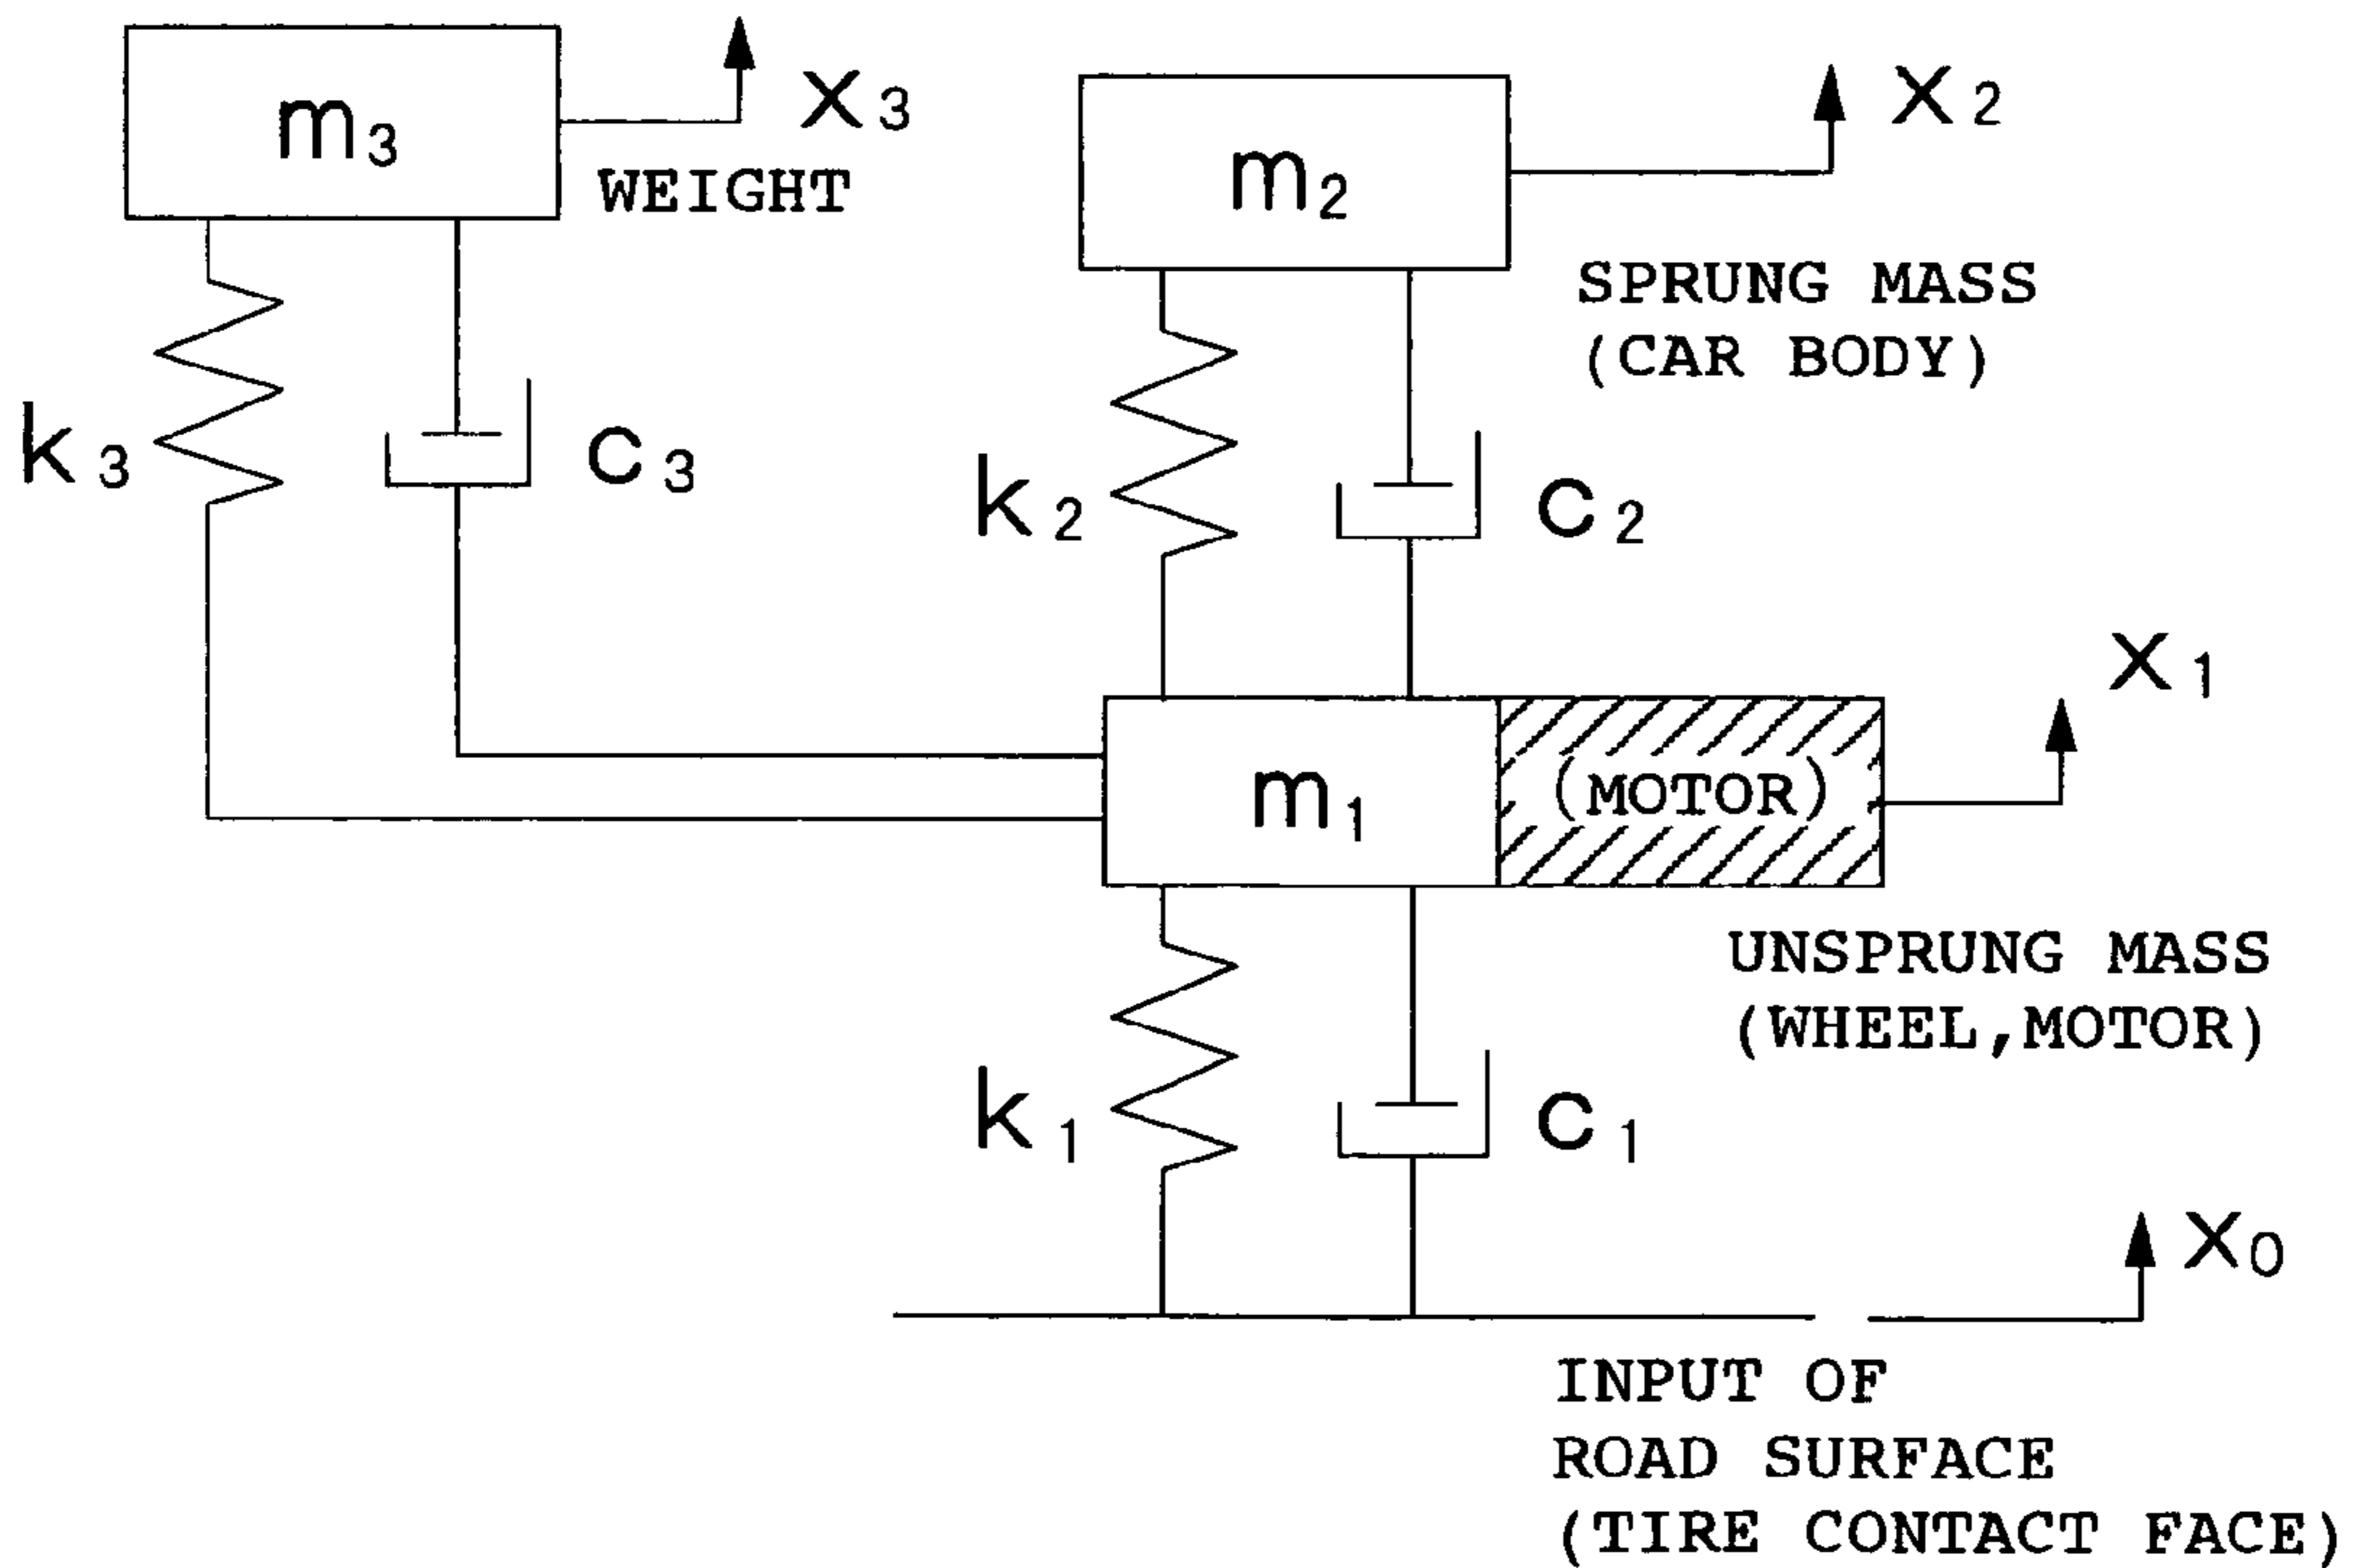 m3
x3
WEIGHT
m2
x2
SPRUNG MASS
(CAR BODY)
k3
c3
k2
c2
x1
m1
(MOTOR)
UNSPRUNG MASS
(WHEEL,MOTOR)
k1
c1
x0
INPUT OF
ROAD SURFACE
(TIRE CONTACT FACE)